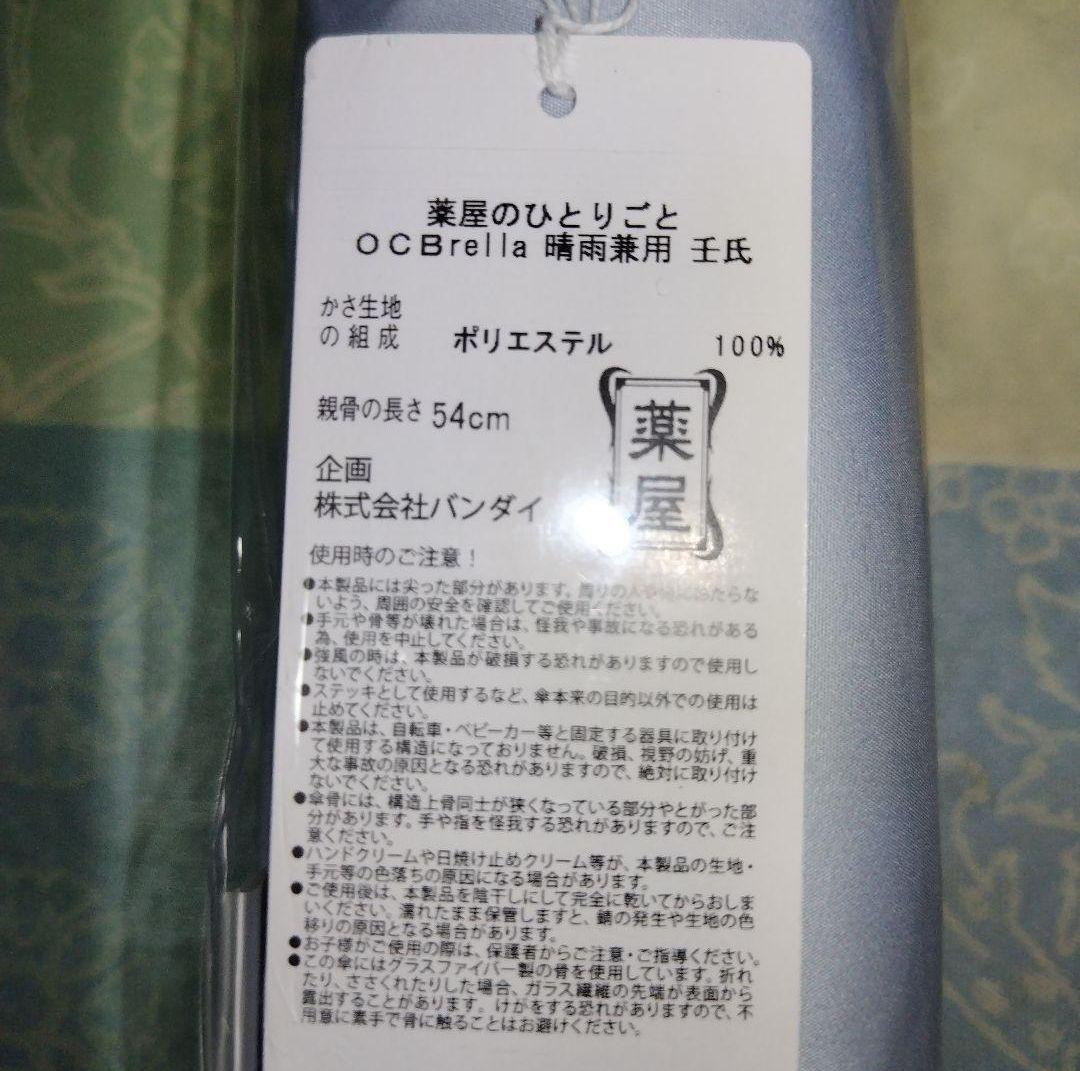 薬屋のひとりごと
OCBrella 晴雨兼用 壬氏
かさ生地
の組成 ポリエステル 100%
親骨の長さ 54cm
薬屋
企画
株式会社バンダイ
使用時のご注意！
●本製品には尖った部分があります。周りの人や物に当たらな
いよう、周囲の安全を確認してご使用ください。
●手元や骨等が壊れた場合は、怪我や事故になる恐れがある
為、使用を中止してください。
●強風の時は、本製品が破損する恐れがありますので使用し
ないでください。
●ステッキとして使用するなど、傘本来の目的以外での使用は
止めてください。
●本製品は、自転車・ベビーカー等と固定する器具に取り付け
て使用する構造になっておりません。破損、視野の妨げ、重
大な事故の原因となる恐れがありますので、絶対に取り付け
ないでください。
●傘骨には、構造上骨同士が狭くなっている部分やとがった部
分があります。手や指を怪我する恐れがありますので、ご注
意ください。
●ハンドクリームや日焼け止めクリーム等が、本製品の生地・
手元等の色落ちの原因になる場合があります。
●ご使用後は、本製品を陰干しにして完全に乾いてからおしま
いください。濡れたまま保管しますと、錆の発生や生地の色
移りの原因となる場合があります。
●お子様がご使用の際は、保護者からご注意・ご指導ください。
●この傘にはグラスファイバー製の骨を使用しています。折れ
たり、ささくれたりした場合、ガラス繊維の先端が表面から
露出することがあります。けがをする恐れがありますので、不
用意に素手で骨に触ることはお避けください。